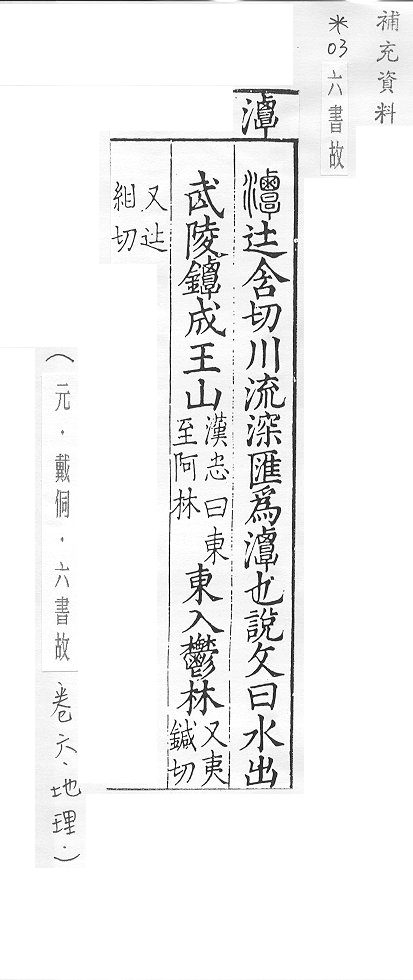 補充資料
*03六書故
潭
潭辻含切川流深匯爲潭也說文曰水出
武陵鐔成王山漢志曰東至阿林東入鬱林又夷鍼切
又辻紺切
(元.戴侗.六書故 卷六、地理.)